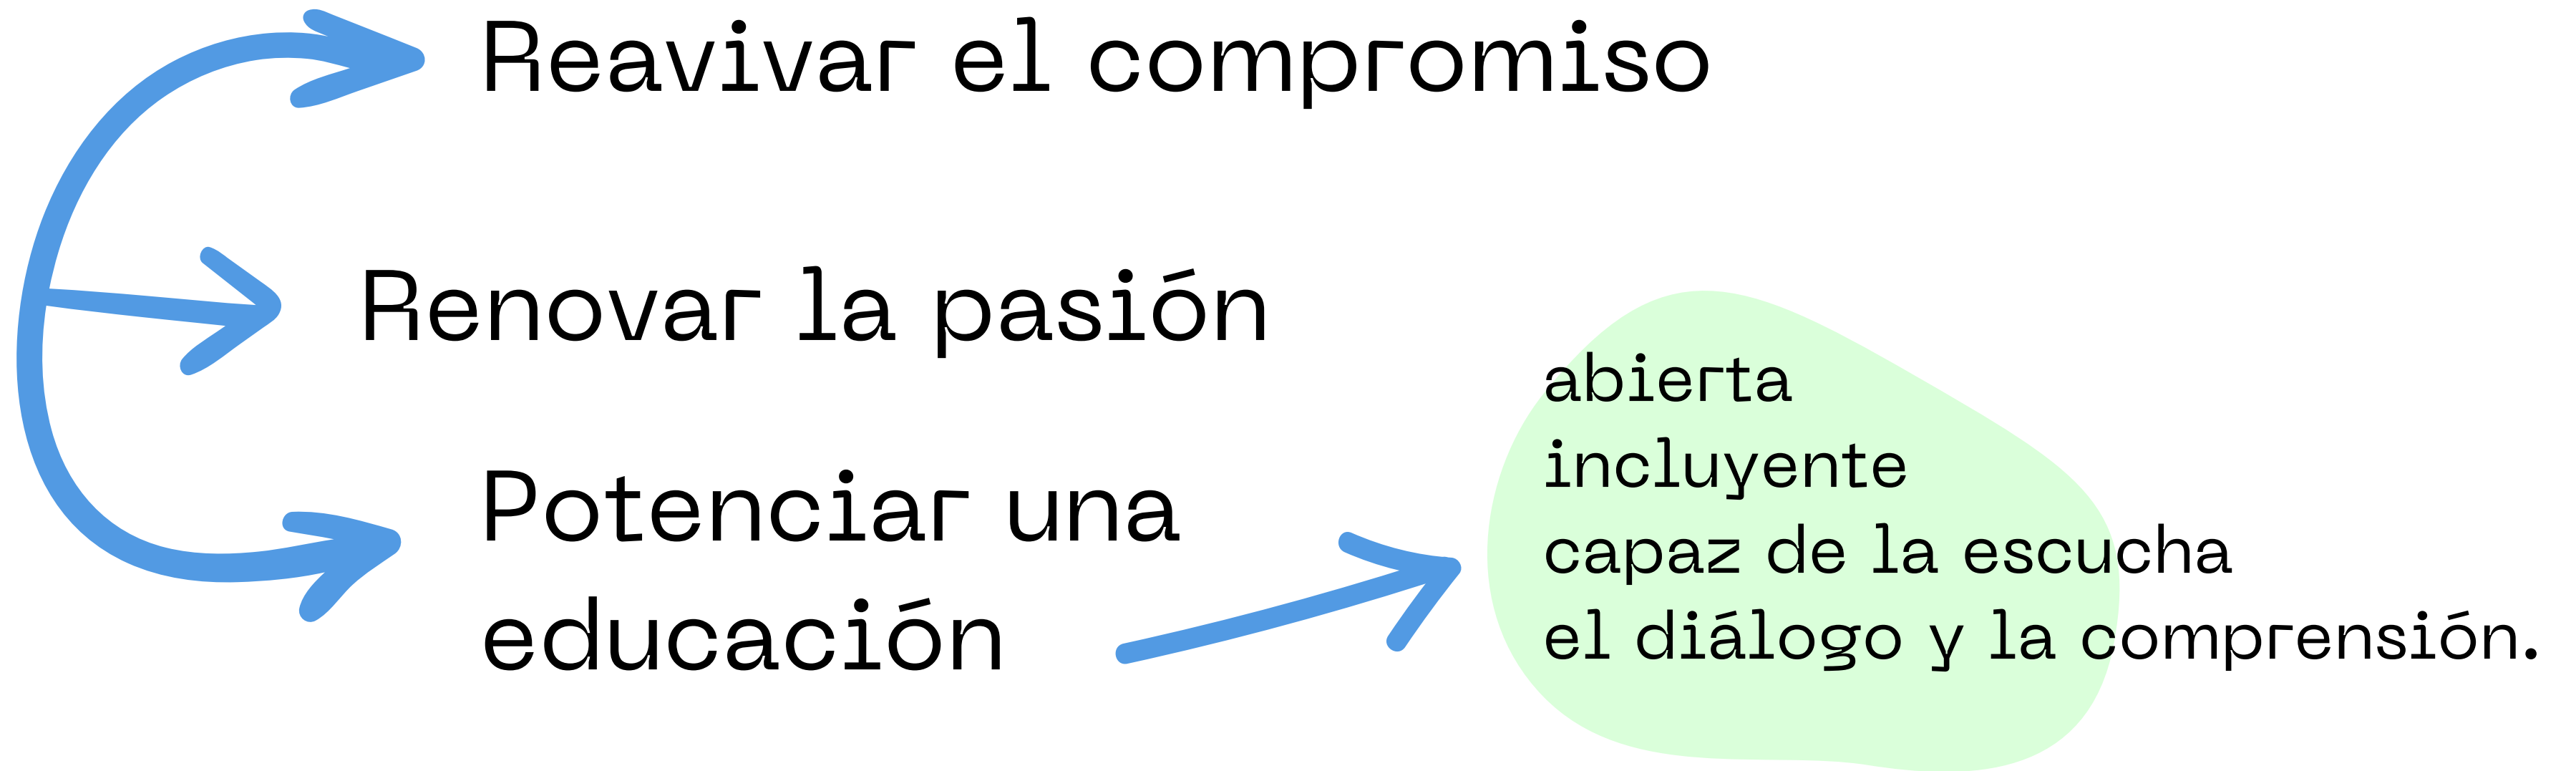 Reavivar el compromiso
Renovar la pasión
Potenciar una
educación
abierta
incluyente
capaz de la escucha
el diálogo y la comprensión.